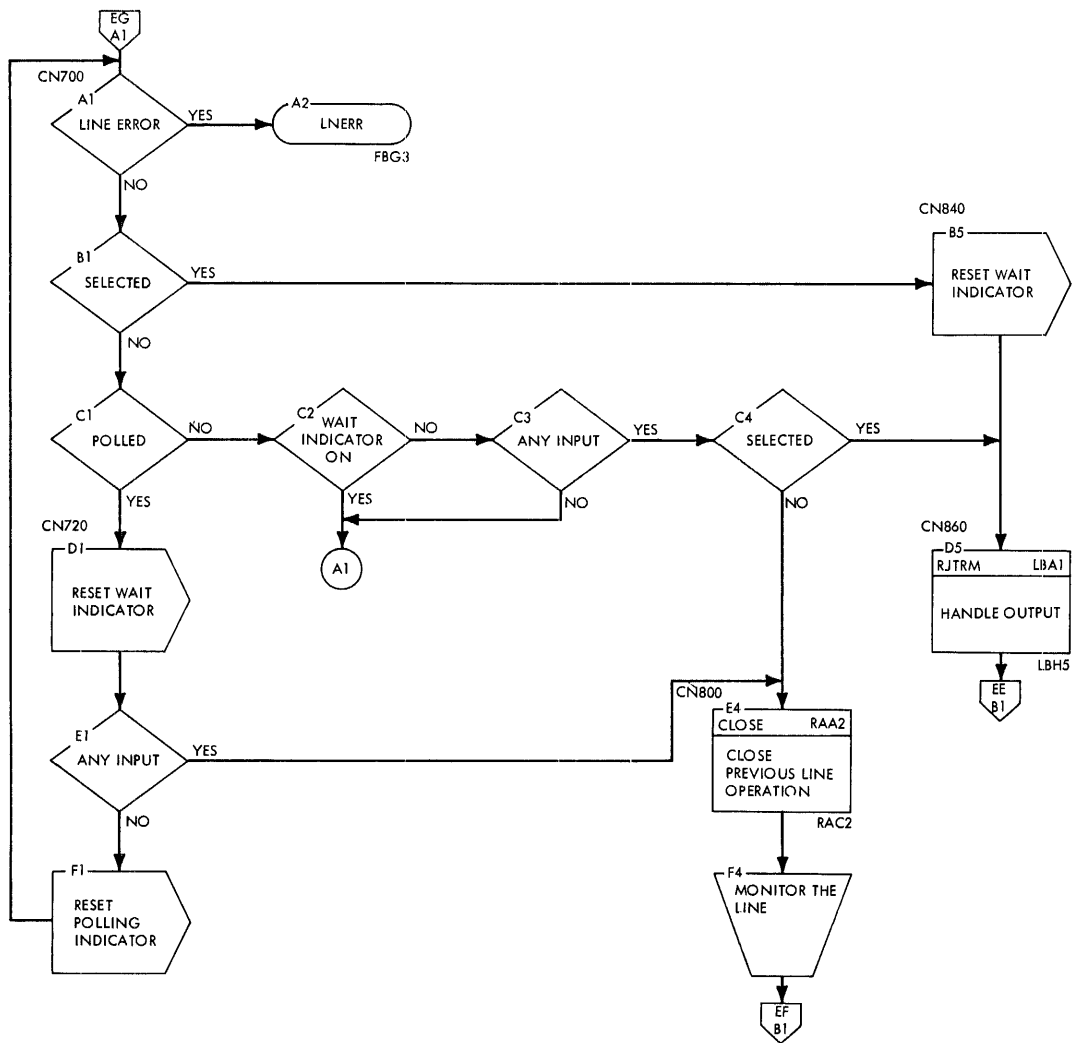 EG
A1
CN700
A1
LINE ERROR
YES
A2
LNERR
FBG3
NO
CN840
B1
SELECTED
YES
B5
RESET WAIT
INDICATOR
NO
C1
POLLED
NO
C2
WAIT
INDICATOR
ON
NO
C3
ANY INPUT
YES
C4
SELECTED
YES
YES
YES
NO
NO
CN720
D1
RESET WAIT
INDICATOR
A1
CN860
D5
RJTRM
LBA1
HANDLE OUTPUT
LBH5
EE
B1
CN800
E1
ANY INPUT
YES
E4
CLOSE
RAA2
CLOSE
PREVIOUS LINE
OPERATION
RAC2
NO
F1
RESET
POLLING
INDICATOR
F4
MONITOR THE
LINE
EF
B1